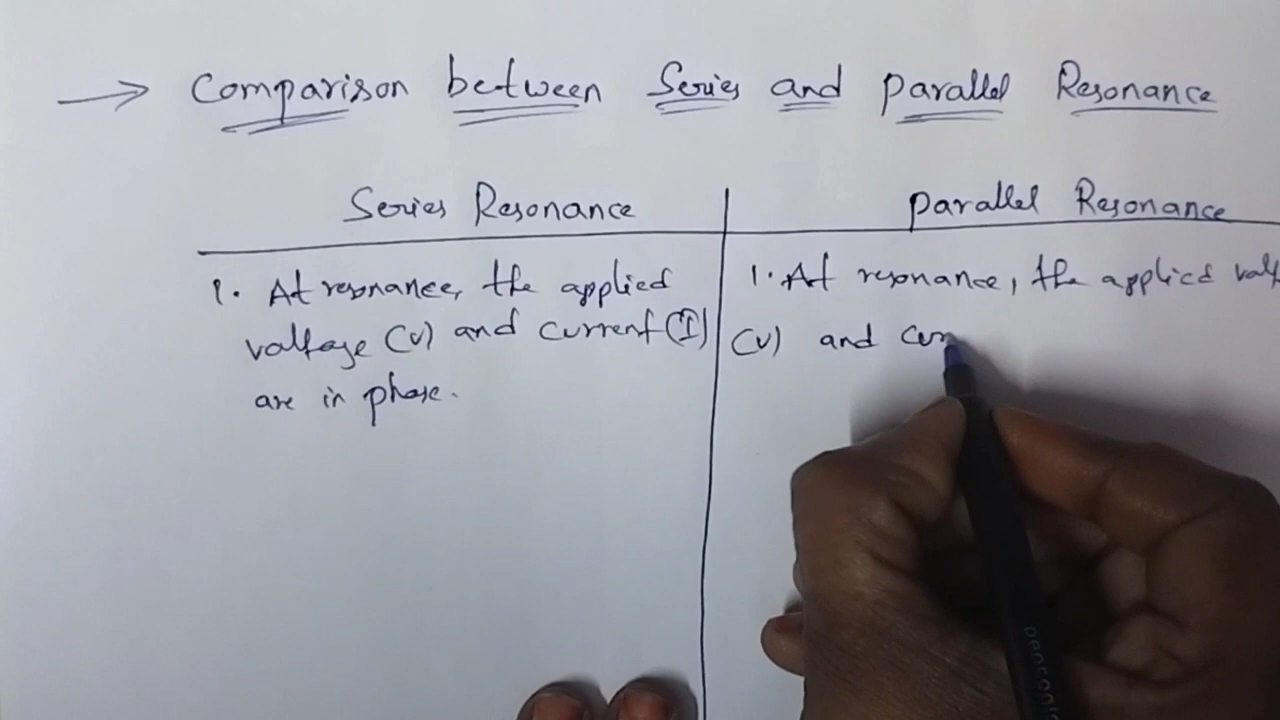 → Comparison between Series and parallel Resonance
Series Resonance
parallel Resonance
1. At resonance, the applied
voltage (v) and current (I)
are in phase.
1. At resonance, the applied
(v) and